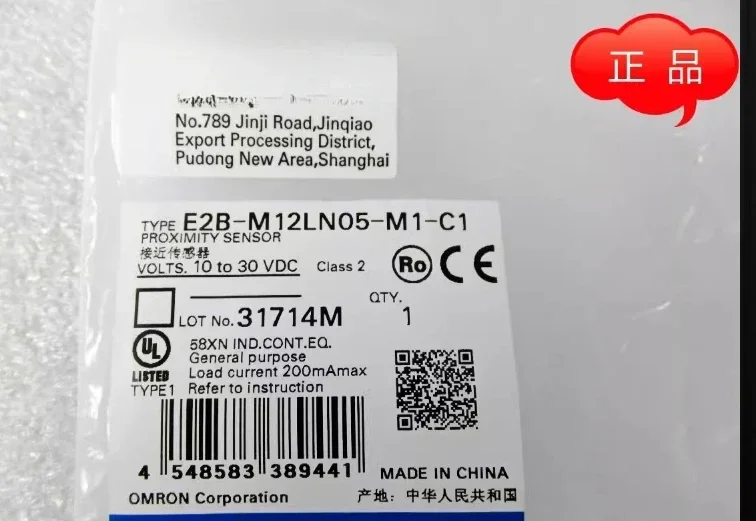 正品
No.789 Jinji Road,Jinqiao
Export Processing District,
Pudong New Area,Shanghai
TYPE E2B-M12LN05-M1-C1
PROXIMITY SENSOR
接近传感器
VOLTS. 10 to 30 VDC Class 2
Ro CE
QTY.
LOT No. 31714M 1
UL
LISTED
TYPE1
58XN IND.CONT.EQ.
General purpose
Load current 200mAmax
Refer to instruction
4 548583 389441
MADE IN CHINA
OMRON Corporation
产地: 中华人民共和国